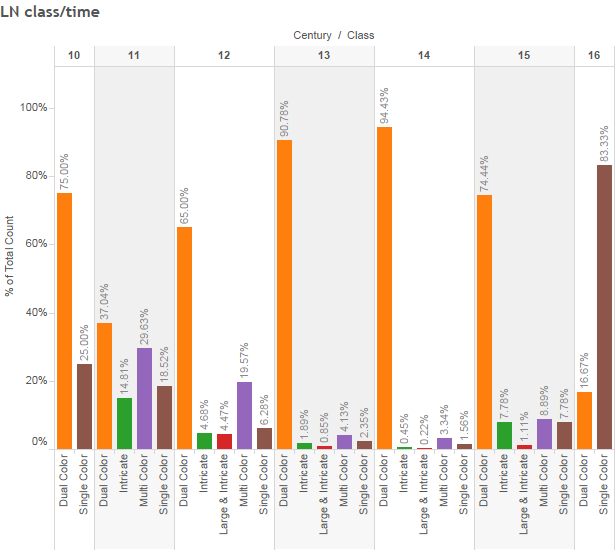 LN class/time
Century / Class
10 11 12 13 14 15 16
% of Total Count
100%
80%
60%
40%
20%
0%
75.00%
25.00%
37.04%
14.81%
29.63%
18.52%
65.00%
4.68%
4.47%
19.57%
6.28%
90.78%
1.89%
0.85%
4.13%
2.35%
94.43%
0.45%
0.22%
3.34%
1.56%
74.44%
7.78%
1.11%
8.89%
7.78%
16.67%
83.33%
Dual Color
Single Color
Dual Color
Intricate
Multi Color
Single Color
Dual Color
Intricate
Large & Intricate
Multi Color
Single Color
Dual Color
Intricate
Large & Intricate
Multi Color
Single Color
Dual Color
Intricate
Large & Intricate
Multi Color
Single Color
Dual Color
Intricate
Large & Intricate
Multi Color
Single Color
Dual Color
Single Color